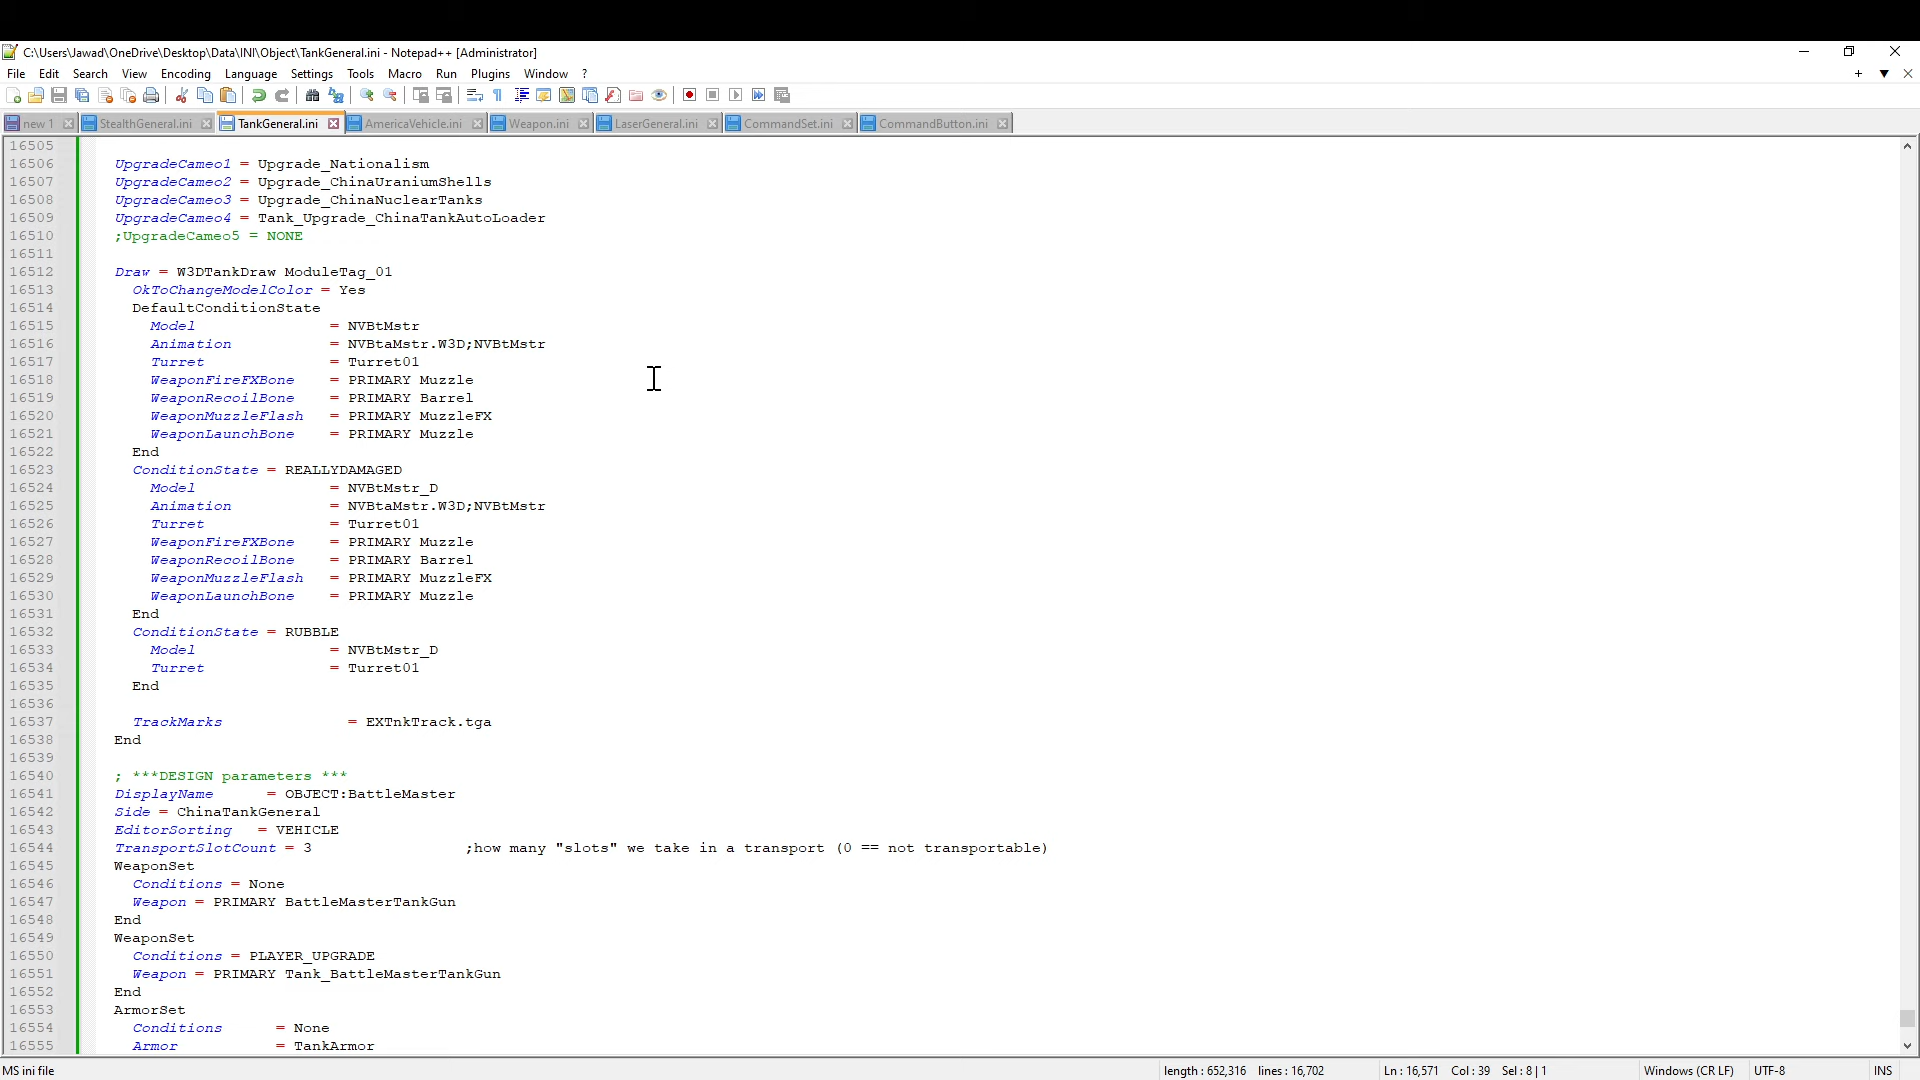 C:\Users\Jawad\OneDrive\Desktop\Data\INI\Object\TankGeneral.ini - Notepad++ [Administrator]
File Edit Search View Encoding Language Settings Tools Macro Run Plugins Window ?
new 1 StealthGeneral.ini TankGeneral.ini AmericaVehicle.ini Weapon.ini LaserGeneral.ini CommandSet.ini CommandButton.ini
16505
16506 UpgradeCameo1 = Upgrade_Nationalism
16507 UpgradeCameo2 = Upgrade_ChinaUraniumShells
16508 UpgradeCameo3 = Upgrade_ChinaNuclearTanks
16509 UpgradeCameo4 = Tank_Upgrade_ChinaTankAutoLoader
16510 ;UpgradeCameo5 = NONE
16511
16512 Draw = W3DTankDraw ModuleTag_01
16513 OkToChangeModelColor = Yes
16514 DefaultConditionState
16515 Model = NVBtMstr
16516 Animation = NVBtaMstr.W3D;NVBtMstr
16517 Turret = Turret01
16518 WeaponFireFXBone = PRIMARY Muzzle
16519 WeaponRecoilBone = PRIMARY Barrel
16520 WeaponMuzzleFlash = PRIMARY MuzzleFX
16521 WeaponLaunchBone = PRIMARY Muzzle
16522 End
16523 ConditionState = REALLYDAMAGED
16524 Model = NVBtMstr_D
16525 Animation = NVBtaMstr.W3D;NVBtMstr
16526 Turret = Turret01
16527 WeaponFireFXBone = PRIMARY Muzzle
16528 WeaponRecoilBone = PRIMARY Barrel
16529 WeaponMuzzleFlash = PRIMARY MuzzleFX
16530 WeaponLaunchBone = PRIMARY Muzzle
16531 End
16532 ConditionState = RUBBLE
16533 Model = NVBtMstr_D
16534 Turret = Turret01
16535 End
16536
16537 TrackMarks = EXTnkTrack.tga
16538 End
16539
16540 ; ***DESIGN parameters ***
16541 DisplayName = OBJECT:BattleMaster
16542 Side = ChinaTankGeneral
16543 EditorSorting = VEHICLE
16544 TransportSlotCount = 3 ;how many "slots" we take in a transport (0 == not transportable)
16545 WeaponSet
16546 Conditions = None
16547 Weapon = PRIMARY BattleMasterTankGun
16548 End
16549 WeaponSet
16550 Conditions = PLAYER_UPGRADE
16551 Weapon = PRIMARY Tank_BattleMasterTankGun
16552 End
16553 ArmorSet
16554 Conditions = None
16555 Armor = TankArmor
MS ini file length : 652,316 lines : 16,702 Ln : 16,571 Col : 39 Sel : 8 | 1 Windows (CR LF) UTF-8 INS